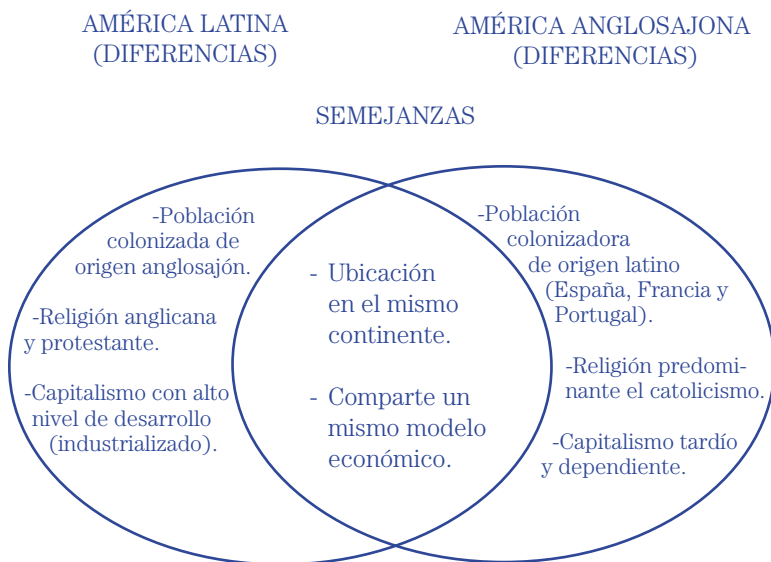 AMÉRICA LATINA
(DIFERENCIAS)
AMÉRICA ANGLOSAJONA
(DIFERENCIAS)
SEMEJANZAS
-Población
colonizada de
origen anglosajón.
-Religión anglicana
y protestante.
-Capitalismo con alto
nivel de desarrollo
(industrializado).
- Ubicación
en el mismo
continente.
- Comparte un
mismo modelo
económico.
-Población
colonizadora
de origen latino
(España, Francia y
Portugal).
-Religión predomi-
nante el catolicismo.
-Capitalismo tardío
y dependiente.